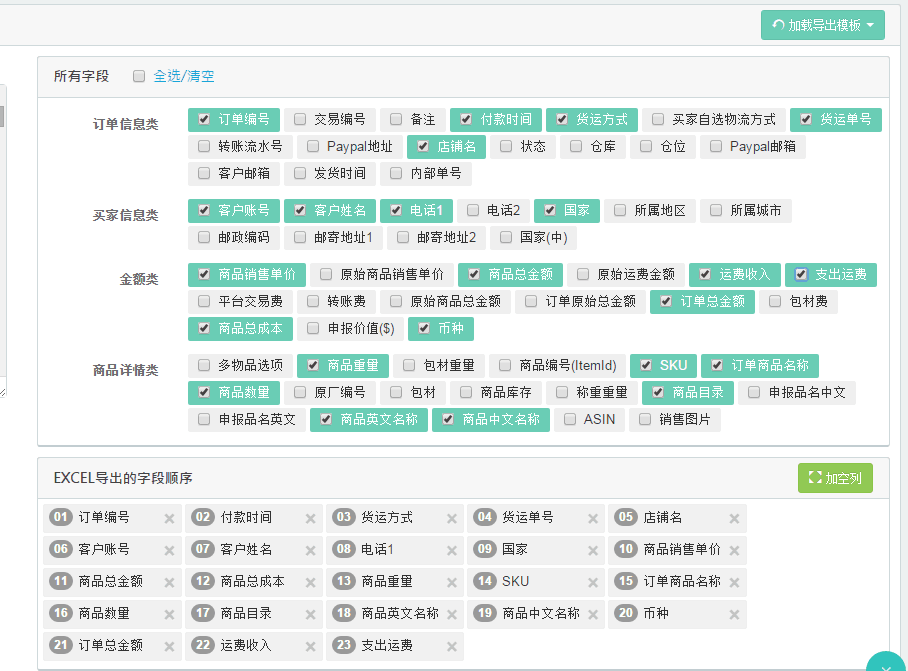 加载导出模板
所有字段 全选/清空
订单信息类 订单编号 交易编号 备注 付款时间 货运方式 买家自选物流方式 货运单号
转账流水号 Paypal地址 店铺名 状态 仓库 仓位 Paypal邮箱
客户邮箱 发货时间 内部单号
买家信息类 客户账号 客户姓名 电话1 电话2 国家 所属地区 所属城市
邮政编码 邮寄地址1 邮寄地址2 国家(中)
金额类 商品销售单价 原始商品销售单价 商品总金额 原始运费金额 运费收入 支出运费
平台交易费 转账费 原始商品总金额 订单原始总金额 订单总金额 包材费
商品总成本 申报价值($) 币种
商品详情类 多物品选项 商品重量 包材重量 商品编号(ItemId) SKU 订单商品名称
商品数量 原厂编号 包材 商品库存 称重重量 商品目录 申报品名中文
申报品名英文 商品英文名称 商品中文名称 ASIN 销售图片
EXCEL导出的字段顺序 加空列
01 订单编号 02 付款时间 03 货运方式 04 货运单号 05 店铺名
06 客户账号 07 客户姓名 08 电话1 09 国家 10 商品销售单价
11 商品总金额 12 商品总成本 13 商品重量 14 SKU 15 订单商品名称
16 商品数量 17 商品目录 18 商品英文名称 19 商品中文名称 20 币种
21 订单总金额 22 运费收入 23 支出运费